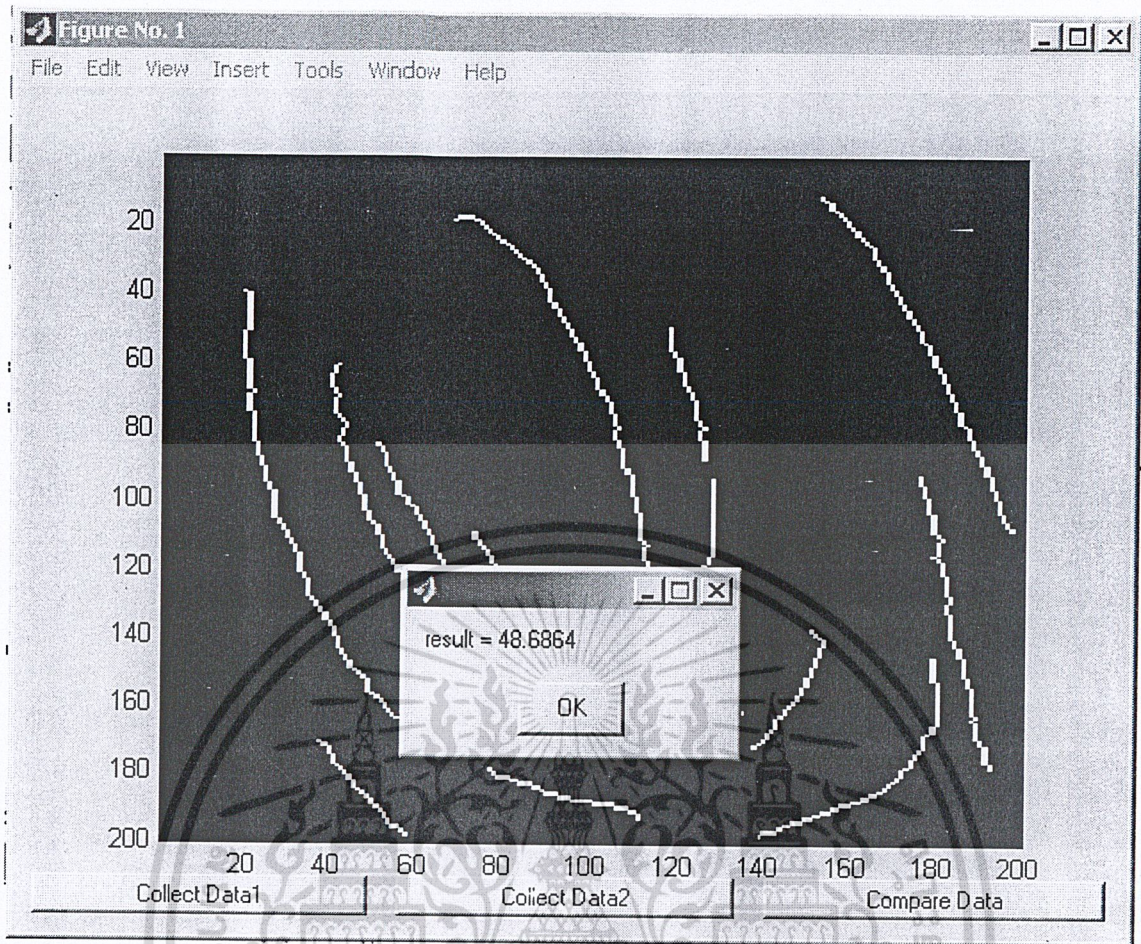 Figure No. 1
File Edit View Insert Tools Window Help
20
40
60
80
100
120
140
160
180
200
result = 48.6864
OK
20 40 60 80 100 120 140 160 180 200
Collect Data1 Collect Data2 Compare Data